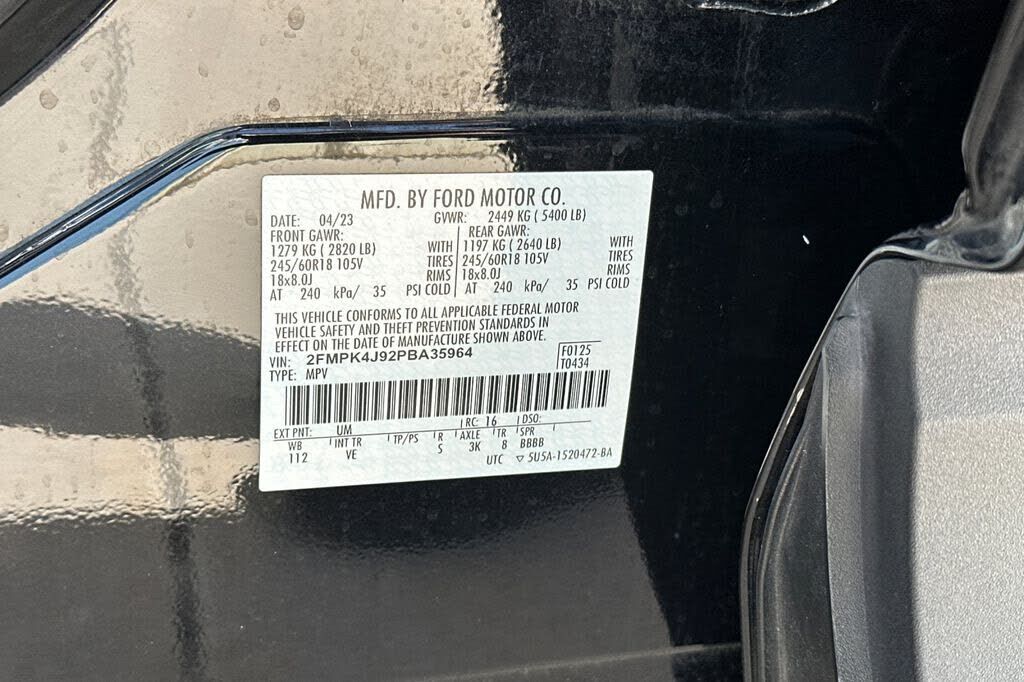 MFD. BY FORD MOTOR CO.
DATE: 04/23 GVWR: 2449 KG ( 5400 LB)
FRONT GAWR: REAR GAWR:
1279 KG ( 2820 LB) WITH 1197 KG ( 2640 LB) WITH
245/60R18 105V TIRES 245/60R18 105V TIRES
18x8.0J RIMS 18x8.0J RIMS
AT 240 kPa/ 35 PSI COLD AT 240 kPa/ 35 PSI COLD
THIS VEHICLE CONFORMS TO ALL APPLICABLE FEDERAL MOTOR
VEHICLE SAFETY AND THEFT PREVENTION STANDARDS IN
EFFECT ON THE DATE OF MANUFACTURE SHOWN ABOVE.
VIN: 2FMPK4J92PBA35964 F0125
TYPE: MPV T0434
EXT PNT: UM RC: 16 DSO:
WB INT TR TP/PS R AXLE TR SPR
112 VE S 3K 8 BBBB
UTC ▽ 5U5A-1520472-BA